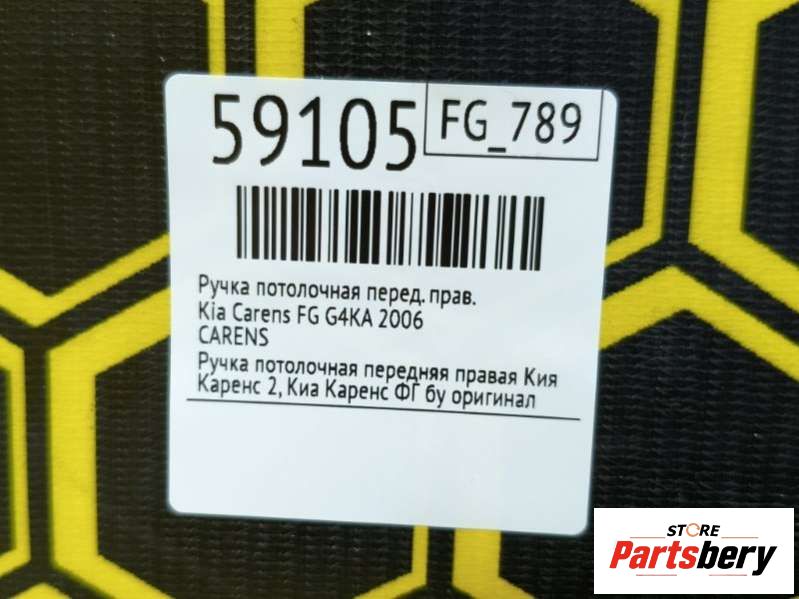 59105
FG_789
Ручка потолочная перед. прав.
Kia Carens FG G4KA 2006
CARENS
Ручка потолочная передняя правая Кия
Каренс 2, Киа Каренс ФГ бу оригинал
STORE
Partsbery